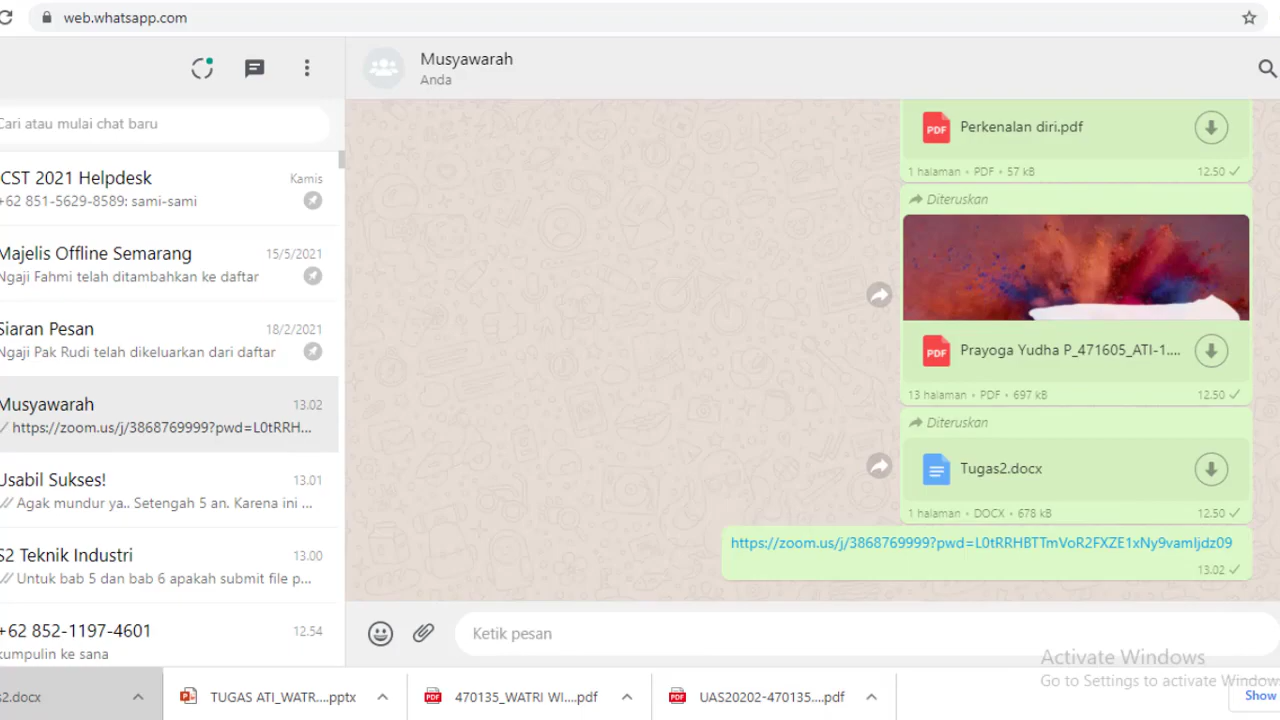 web.whatsapp.com
Cari atau mulai chat baru
CST 2021 Helpdesk
Kamis
+62 851-5629-8589: sami-sami
Majelis Offline Semarang
15/5/2021
Ngaji Fahmi telah ditambahkan ke daftar
Siaran Pesan
18/2/2021
Ngaji Pak Rudi telah dikeluarkan dari daftar
Musyawarah
13.02
https://zoom.us/j/3868769999?pwd=L0tRRH...
Usabil Sukses!
13.01
Agak mundur ya.. Setengah 5 an. Karena ini ...
S2 Teknik Industri
13.00
Untuk bab 5 dan bab 6 apakah submit file p...
+62 852-1197-4601
12.54
kumpulin ke sana
Musyawarah
Anda
PDF Perkenalan diri.pdf
1 halaman • PDF • 57 kB 12.50
Diteruskan
PDF Prayoga Yudha P_471605_ATI-1....
13 halaman • PDF • 697 kB 12.50
Diteruskan
Tugas2.docx
1 halaman • DOCX • 678 kB 12.50
https://zoom.us/j/3868769999?pwd=L0tRRHBTTmVoR2FXZE1xNy9vamljdz09
13.02
Ketik pesan
Activate Windows
Go to Settings to activate Windows
s2.docx
TUGAS ATI_WATR....pptx
PDF 470135_WATRI WI....pdf
PDF UAS20202-470135....pdf
Show